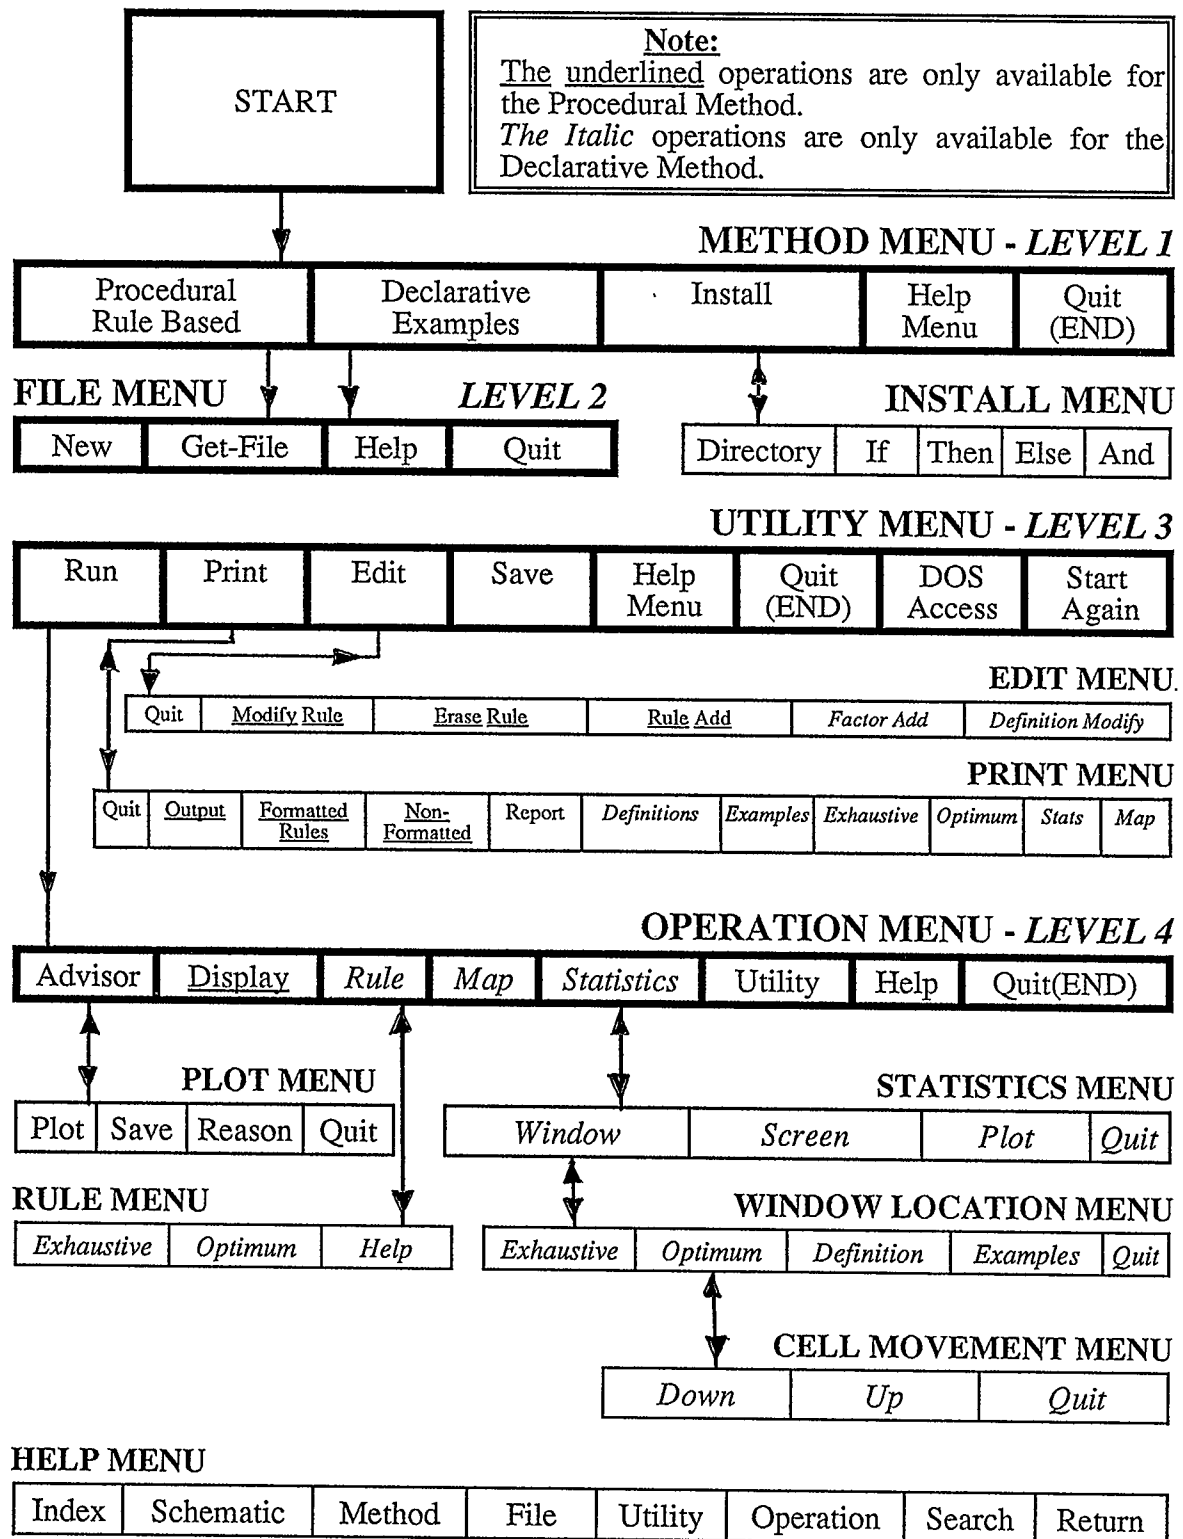 START
Note:
The underlined operations are only available for
the Procedural Method.
The Italic operations are only available for the
Declarative Method.
METHOD MENU - LEVEL 1
Procedural
Rule Based
Declarative
Examples
Install
Help
Menu
Quit
(END)
FILE MENU
LEVEL 2
New
Get-File
Help
Quit
INSTALL MENU
Directory
If
Then
Else
And
UTILITY MENU - LEVEL 3
Run
Print
Edit
Save
Help
Menu
Quit
(END)
DOS
Access
Start
Again
EDIT MENU
Quit
Modify Rule
Erase Rule
Rule Add
Factor Add
Definition Modify
PRINT MENU
Quit
Output
Formatted
Rules
Non-
Formatted
Report
Definitions
Examples
Exhaustive
Optimum
Stats
Map
OPERATION MENU - LEVEL 4
Advisor
Display
Rule
Map
Statistics
Utility
Help
Quit(END)
PLOT MENU
Plot
Save
Reason
Quit
STATISTICS MENU
Window
Screen
Plot
Quit
RULE MENU
Exhaustive
Optimum
Help
WINDOW LOCATION MENU
Exhaustive
Optimum
Definition
Examples
Quit
CELL MOVEMENT MENU
Down
Up
Quit
HELP MENU
Index
Schematic
Method
File
Utility
Operation
Search
Return